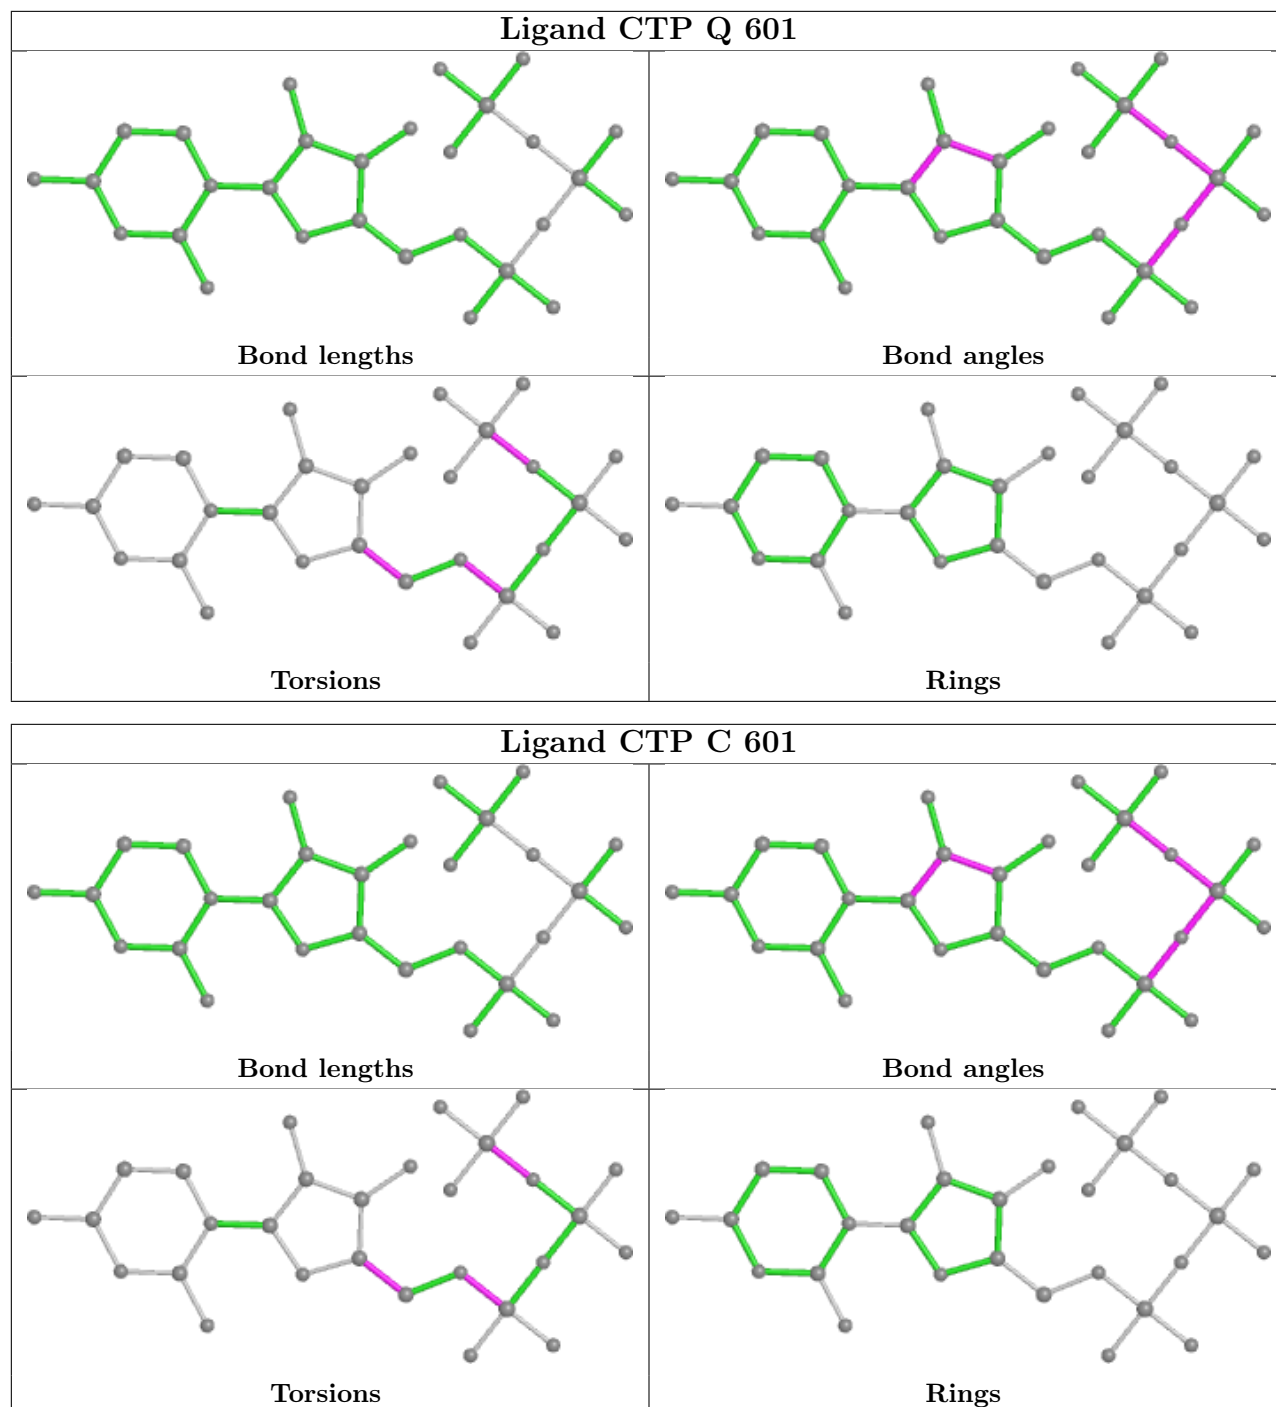 Ligand CTP Q 601
Bond lengths
Bond angles
Torsions
Rings
Ligand CTP C 601
Bond lengths
Bond angles
Torsions
Rings